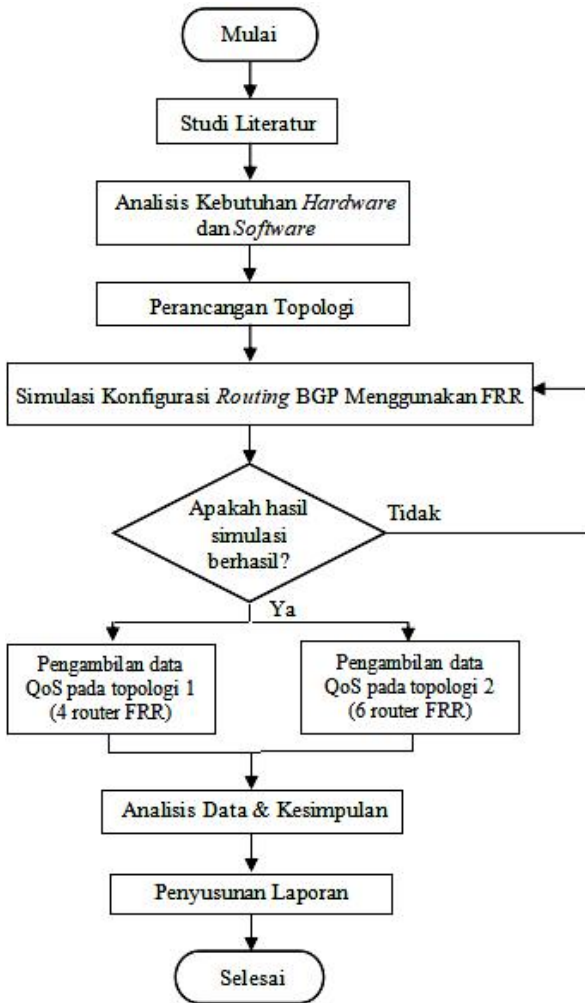 Mulai
Studi Literatur
Analisis Kebutuhan Hardware
dan Software
Perancangan Topologi
Simulasi Konfigurasi Routing BGP Menggunakan FRR
Apakah hasil
simulasi
berhasil?
Tidak
Ya
Pengambilan data
QoS pada topologi 1
(4 router FRR)
Pengambilan data
QoS pada topologi 2
(6 router FRR)
Analisis Data & Kesimpulan
Penyusunan Laporan
Selesai